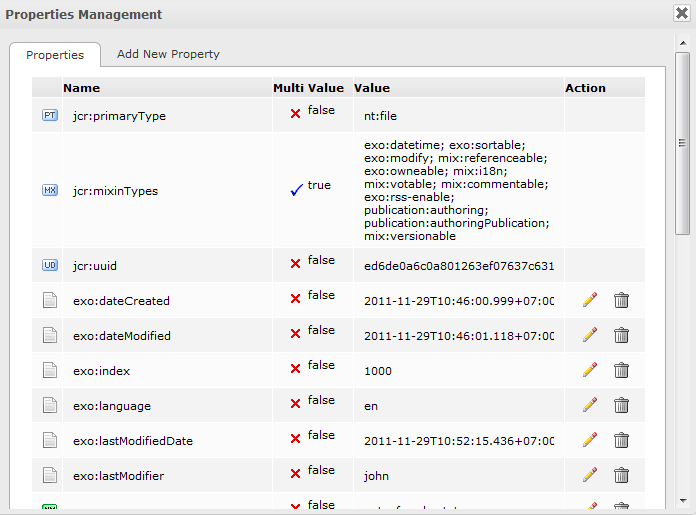 Properties Management
Properties Add New Property
Name Multi Value Value Action
PT jcr:primaryType false nt:file
MX jcr:mixinTypes true exo:datetime; exo:sortable;
exo:modify; mix:referenceable;
exo:owneable; mix:i18n;
mix:votable; mix:commentable;
exo:rss-enable;
publication:authoring;
publication:authoringPublication;
mix:versionable
UD jcr:uuid false ed6de0a6c0a801263ef07637c631
exo:dateCreated false 2011-11-29T10:46:00.999+07:00
exo:dateModified false 2011-11-29T10:46:01.118+07:00
exo:index false 1000
exo:language false en
exo:lastModifiedDate false 2011-11-29T10:52:15.436+07:00
exo:lastModifier false john
false